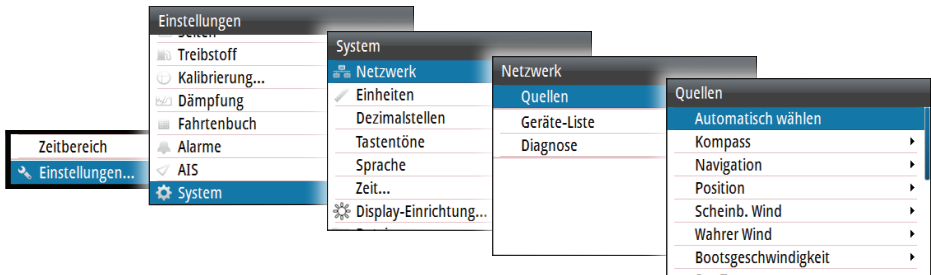 Zeitbereich
Einstellungen...
Einstellungen
Treibstoff
Kalibrierung...
Dämpfung
Fahrtenbuch
Alarme
AIS
System
System
Netzwerk
Einheiten
Dezimalstellen
Tastentöne
Sprache
Zeit...
Display-Einrichtung...
Netzwerk
Quellen
Geräte-Liste
Diagnose
Quellen
Automatisch wählen
Kompass
Navigation
Position
Scheinb. Wind
Wahrer Wind
Bootsgeschwindigkeit